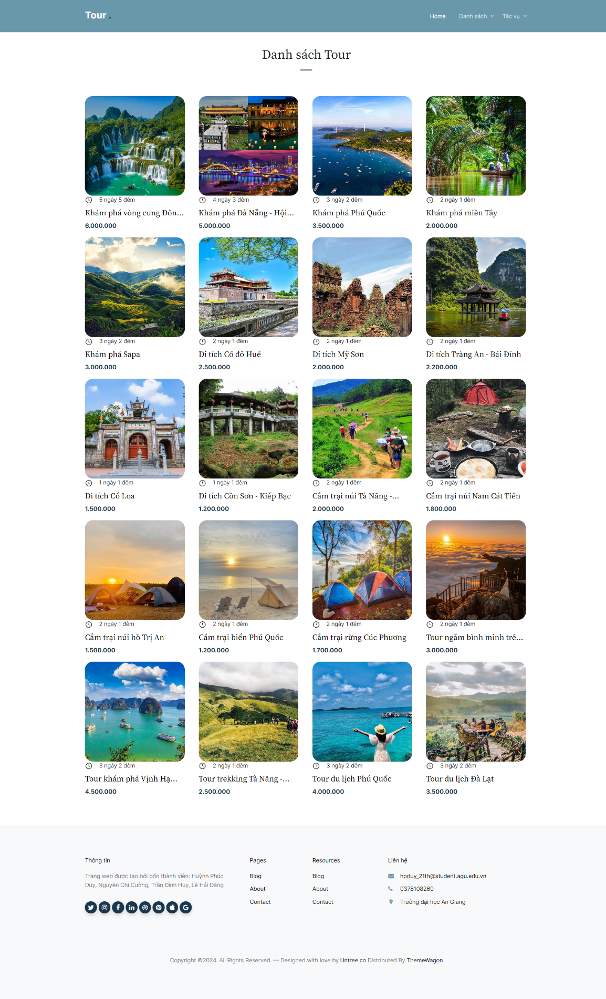 Tour .
Home Danh sách Tác vụ
Danh sách Tour
5 ngày 5 đêm
Khám phá vòng cung Đôn...
6.000.000
4 ngày 3 đêm
Khám phá Đà Nẵng - Hội...
5.000.000
3 ngày 2 đêm
Khám phá Phú Quốc
3.500.000
2 ngày 1 đêm
Khám phá miền Tây
2.000.000
3 ngày 2 đêm
Khám phá Sapa
3.000.000
2 ngày 1 đêm
Di tích Cố đô Huế
2.500.000
2 ngày 1 đêm
Di tích Mỹ Sơn
2.000.000
2 ngày 1 đêm
Di tích Tràng An - Bái Đính
2.200.000
1 ngày 1 đêm
Di tích Cổ Loa
1.500.000
1 ngày 1 đêm
Di tích Côn Sơn - Kiếp Bạc
1.200.000
2 ngày 1 đêm
Cắm trại núi Tà Năng -...
2.000.000
2 ngày 1 đêm
Cắm trại núi Nam Cát Tiên
1.800.000
2 ngày 1 đêm
Cắm trại núi hồ Trị An
1.500.000
2 ngày 1 đêm
Cắm trại biển Phú Quốc
1.200.000
2 ngày 1 đêm
Cắm trại rừng Cúc Phương
1.700.000
2 ngày 1 đêm
Tour ngắm bình minh trê...
3.000.000
3 ngày 2 đêm
Tour khám phá Vịnh Hạ...
4.500.000
2 ngày 1 đêm
Tour trekking Tà Năng -...
2.500.000
3 ngày 2 đêm
Tour du lịch Phú Quốc
4.000.000
3 ngày 2 đêm
Tour du lịch Đà Lạt
3.500.000
Thông tin
Trang web được tạo bởi bốn thành viên: Huỳnh Phúc
Duy, Nguyễn Chí Cường, Trần Đình Huy, Lê Hải Đăng
Pages
Blog
About
Contact
Resources
Blog
About
Contact
Liên hệ
hpduy_21th@student.agu.edu.vn
0378108260
Trường đại học An Giang
Copyright ©2024. All Rights Reserved. — Designed with love by Untree.co Distributed By ThemeWagon